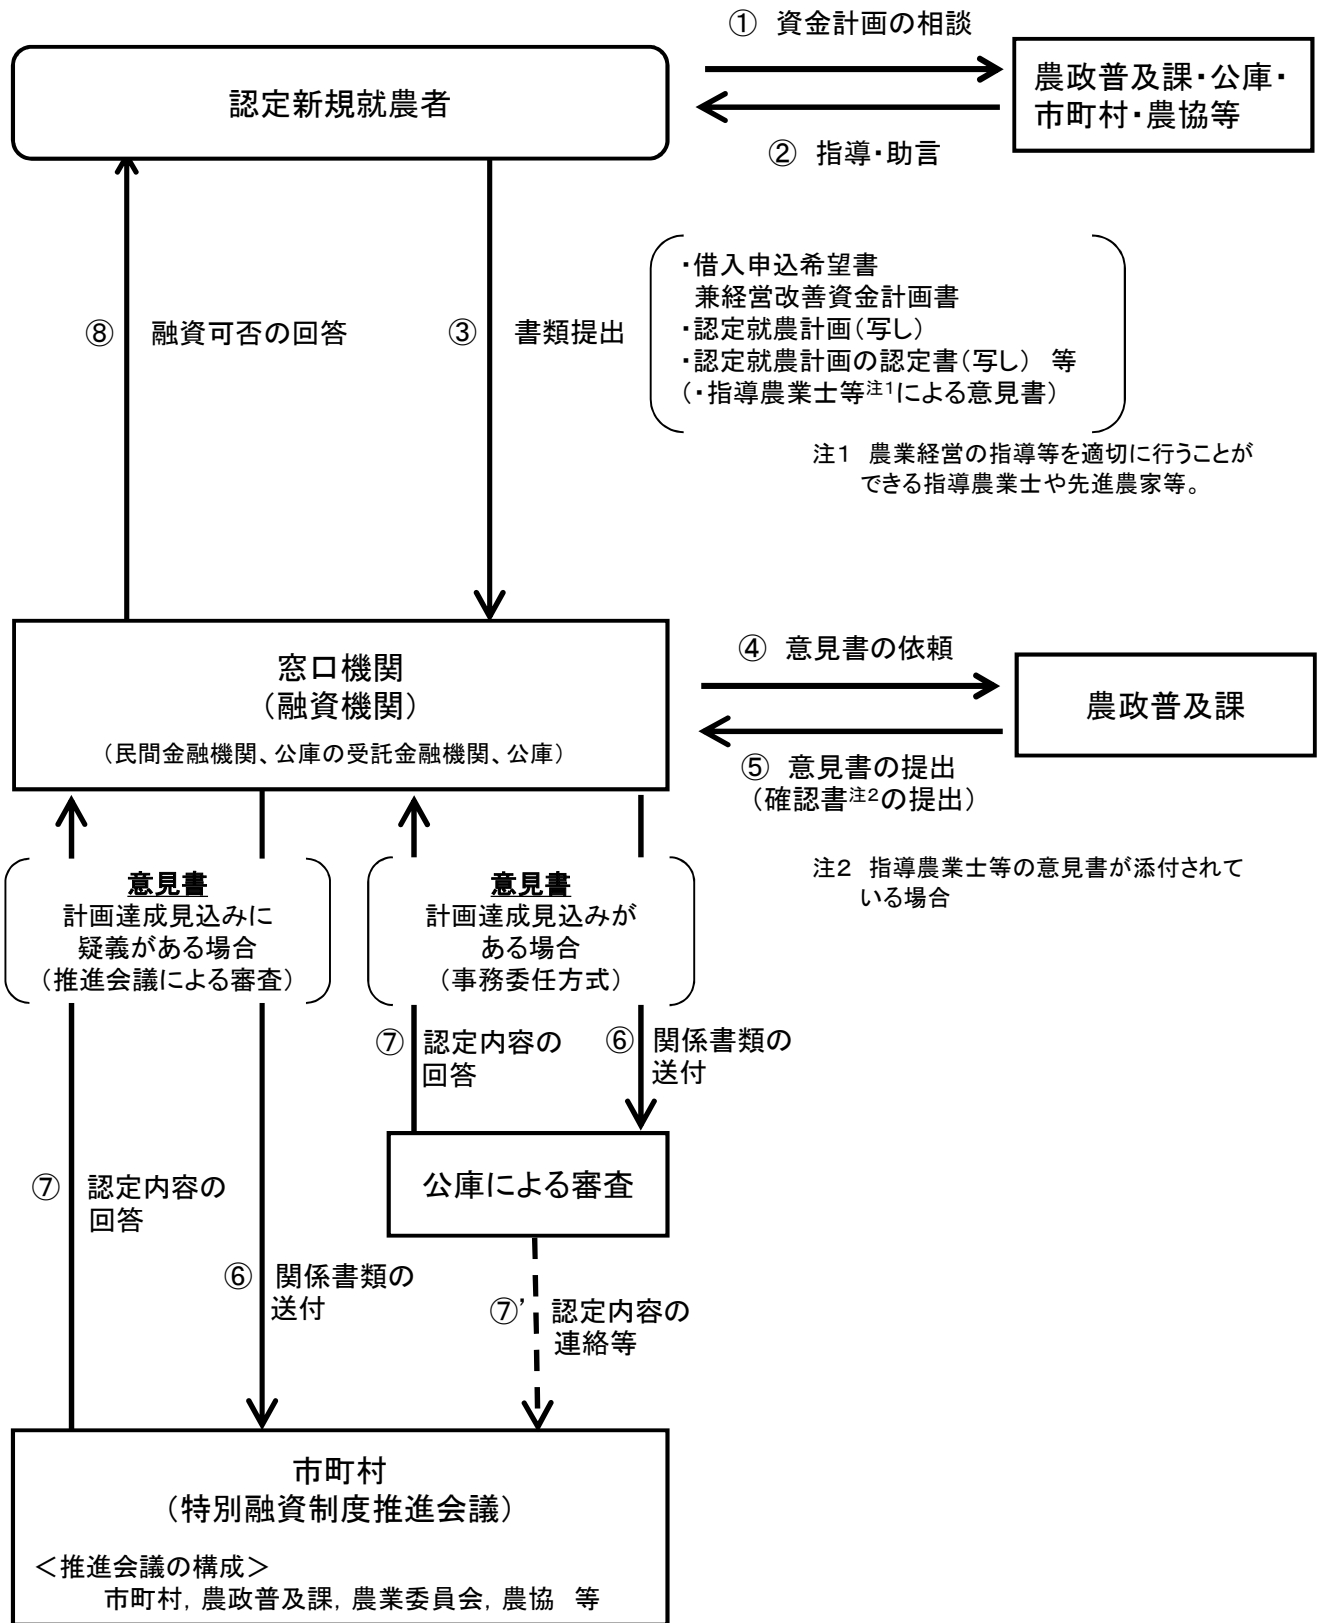 ① 資金計画の相談
認定新規就農者
農政普及課・公庫・
市町村・農協等
② 指導・助言
・借入申込希望書
兼経営改善資金計画書
・認定就農計画(写し)
・認定就農計画の認定書(写し) 等
(・指導農業士等注1による意見書)
⑧ 融資可否の回答
③ 書類提出
注1 農業経営の指導等を適切に行うことが
できる指導農業士や先進農家等。
窓口機関
(融資機関)
(民間金融機関、公庫の受託金融機関、公庫)
④ 意見書の依頼
農政普及課
⑤ 意見書の提出
(確認書注2の提出)
注2 指導農業士等の意見書が添付されて
いる場合
意見書
計画達成見込みに
疑義がある場合
(推進会議による審査)
意見書
計画達成見込みが
ある場合
(事務委任方式)
⑦ 認定内容の
回答
⑥ 関係書類の
送付
公庫による審査
⑦ 認定内容の
回答
⑥ 関係書類の
送付
⑦' 認定内容の
連絡等
市町村
(特別融資制度推進会議)
<推進会議の構成>
市町村,農政普及課,農業委員会,農協 等